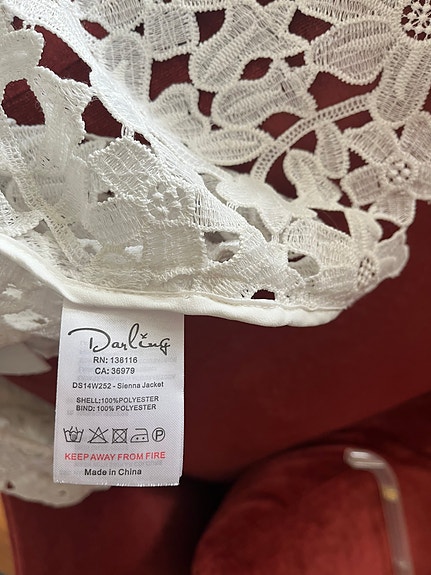 Darling
RN: 138116
CA: 36979
DS14W252 - Sienna Jacket
SHELL:100%POLYESTER
BIND: 100% POLYESTER
KEEP AWAY FROM FIRE
Made in China